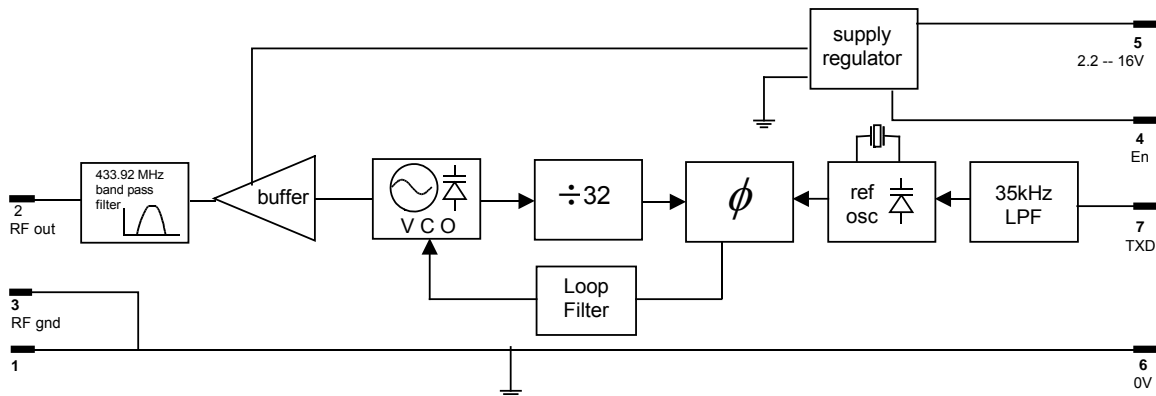 supply
regulator
5
2.2 -- 16V
4
En
433.92 MHz
band pass
filter
buffer
V C O
÷32
ϕ
ref
osc
35kHz
LPF
2
RF out
7
TXD
Loop
Filter
3
RF gnd
1
6
0V